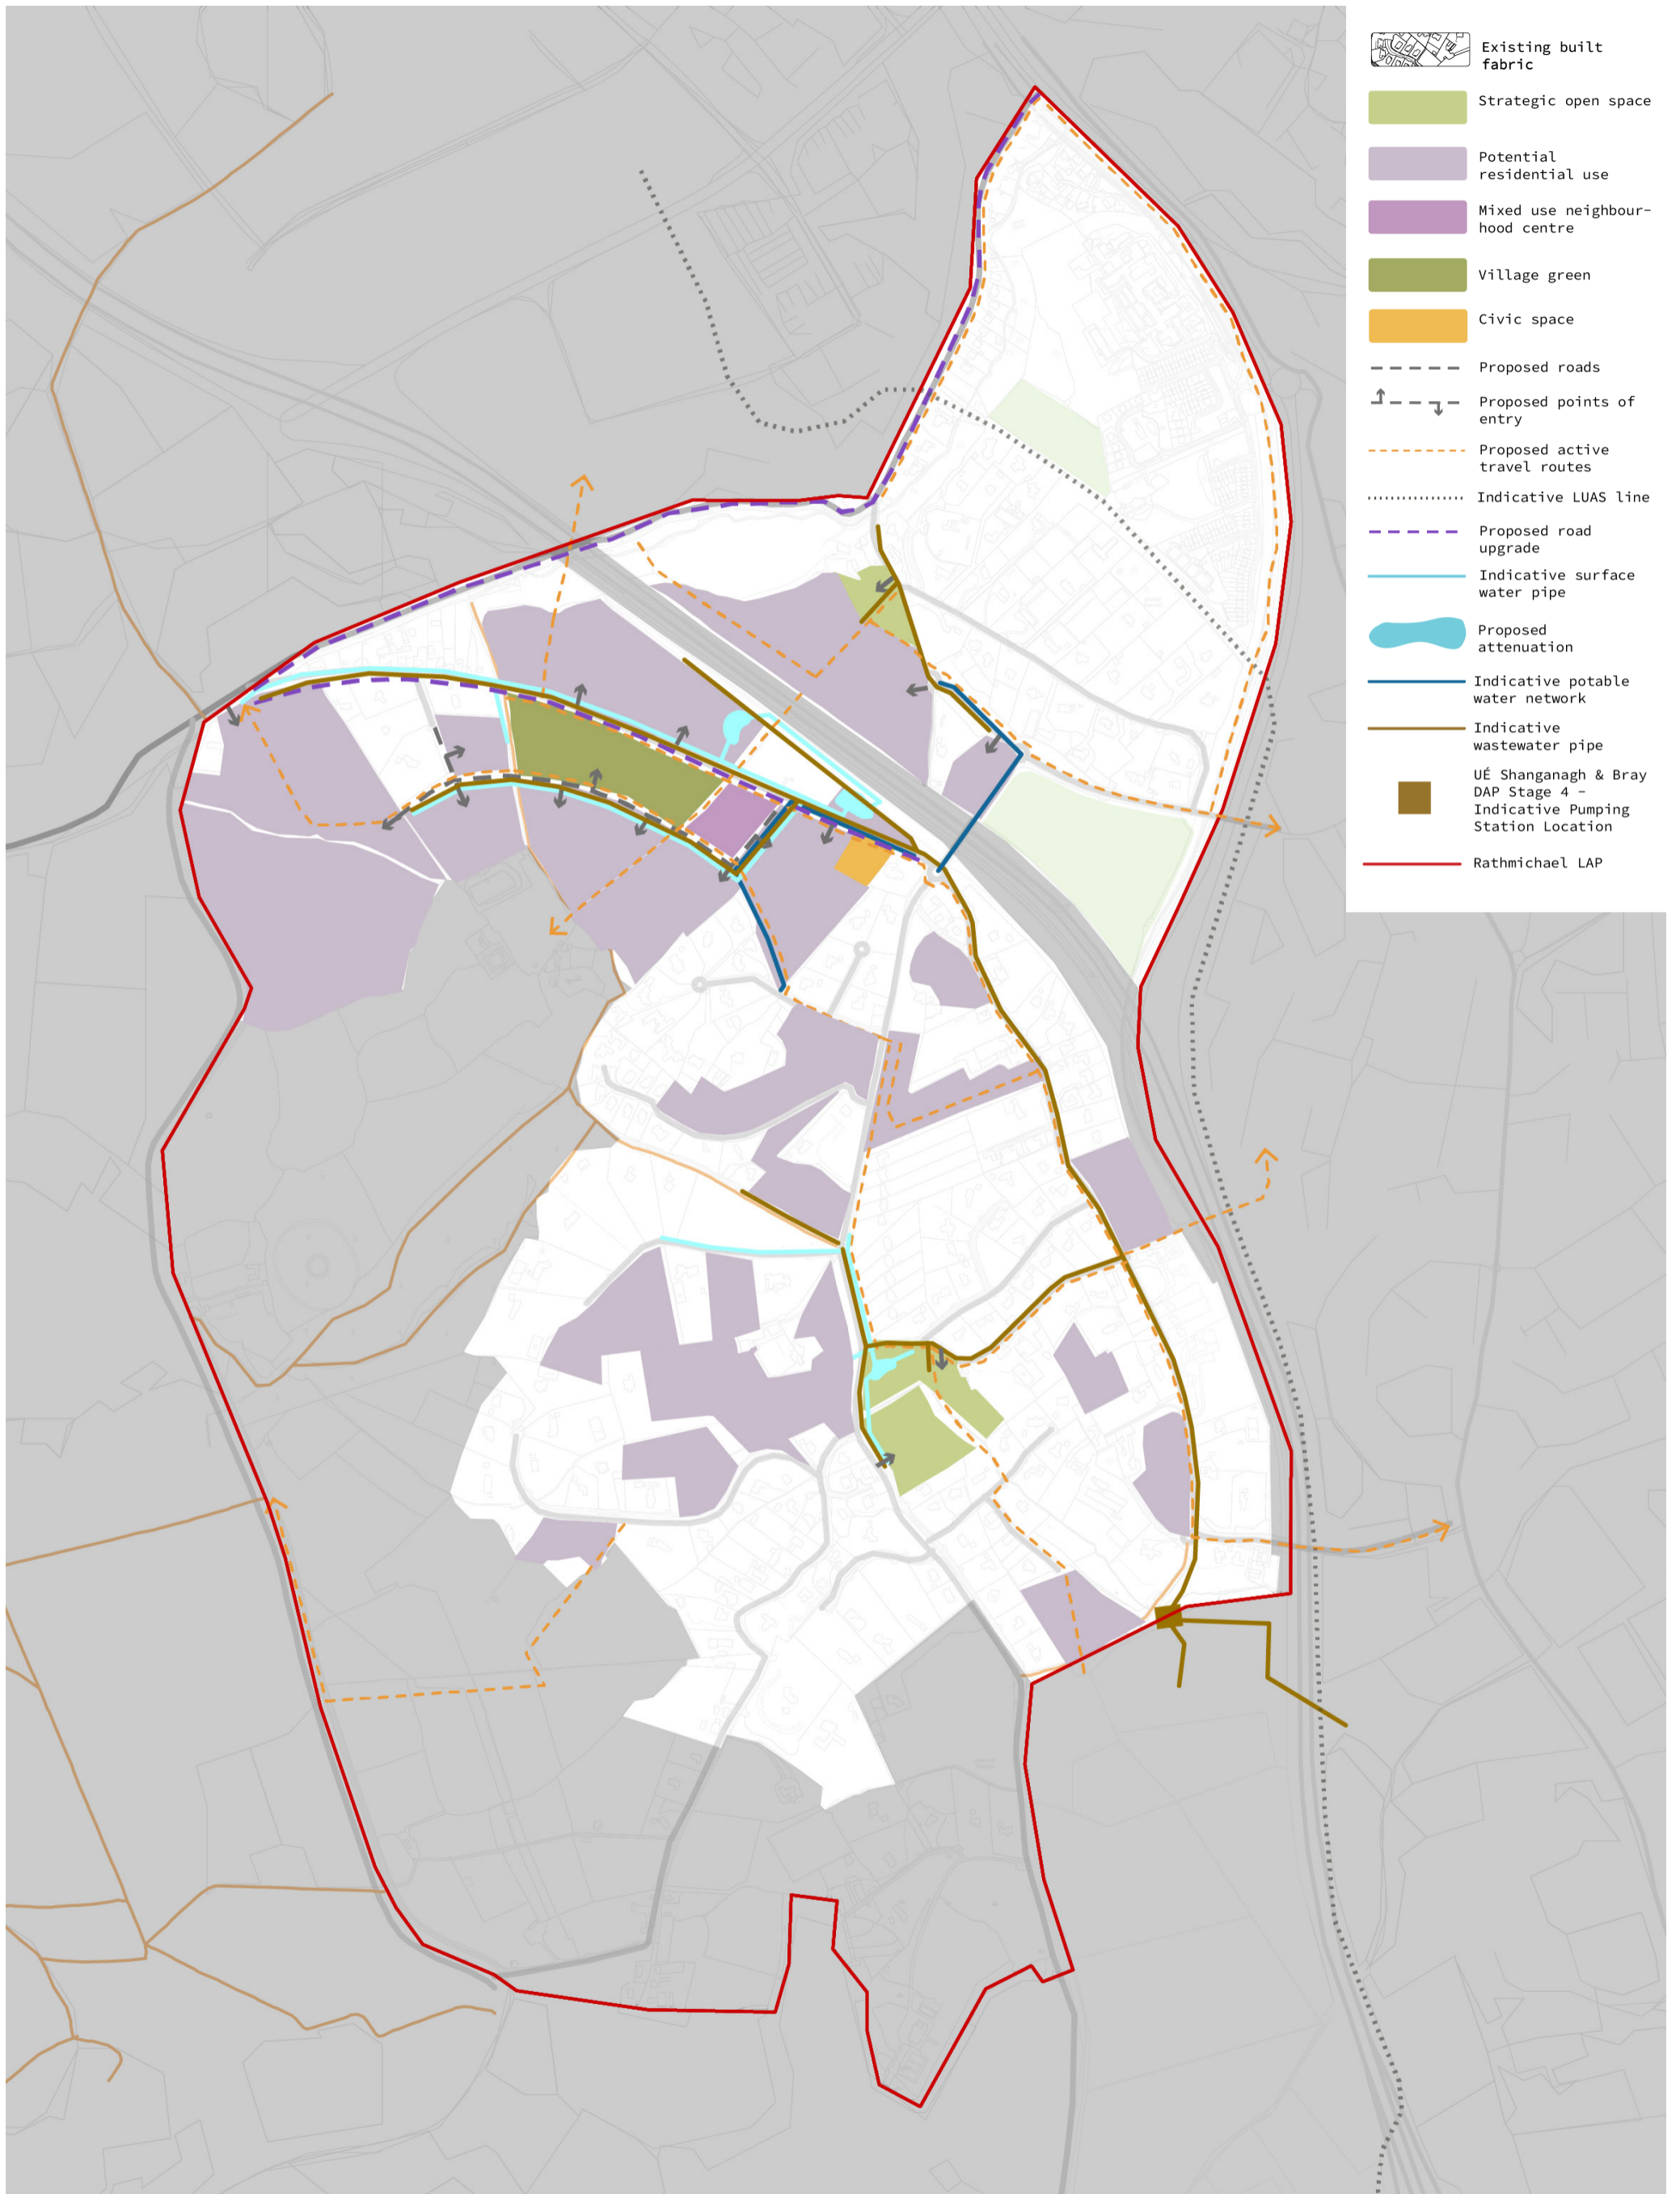 Existing built
fabric
Strategic open space
Potential
residential use
Mixed use neighbour-
hood centre
Village green
Civic space
Proposed roads
Proposed points of
entry
Proposed active
travel routes
Indicative LUAS line
Proposed road
upgrade
Indicative surface
water pipe
Proposed
attenuation
Indicative potable
water network
Indicative
wastewater pipe
UÉ Shanganagh & Bray
DAP Stage 4 –
Indicative Pumping
Station Location
Rathmichael LAP